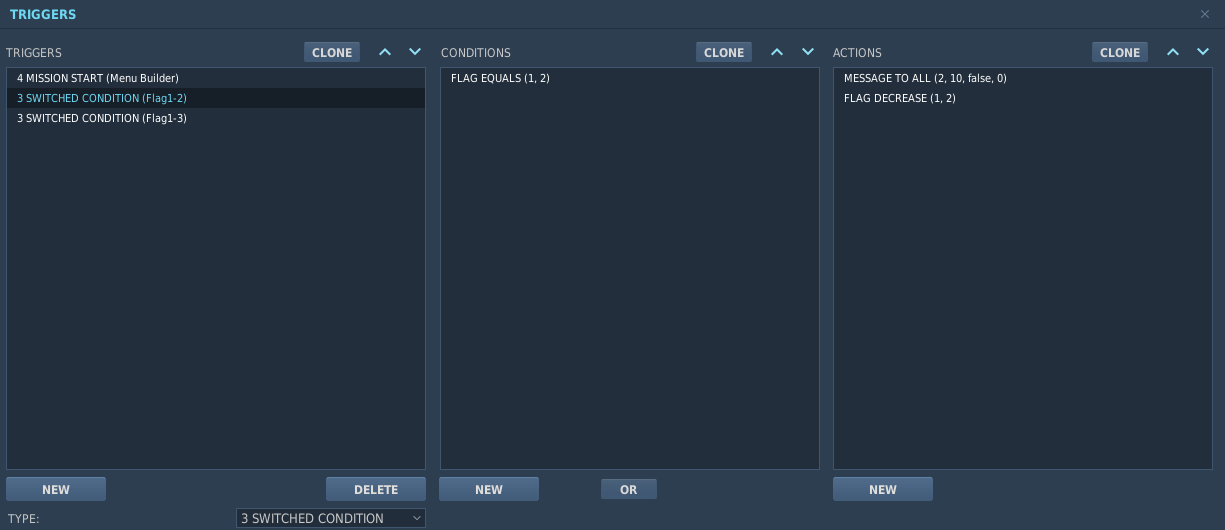 TRIGGERS
TRIGGERS CLONE CONDITIONS CLONE ACTIONS CLONE
4 MISSION START (Menu Builder) FLAG EQUALS (1, 2) MESSAGE TO ALL (2, 10, false, 0)
3 SWITCHED CONDITION (Flag1-2) FLAG DECREASE (1, 2)
3 SWITCHED CONDITION (Flag1-3)
NEW DELETE NEW OR NEW
TYPE: 3 SWITCHED CONDITION